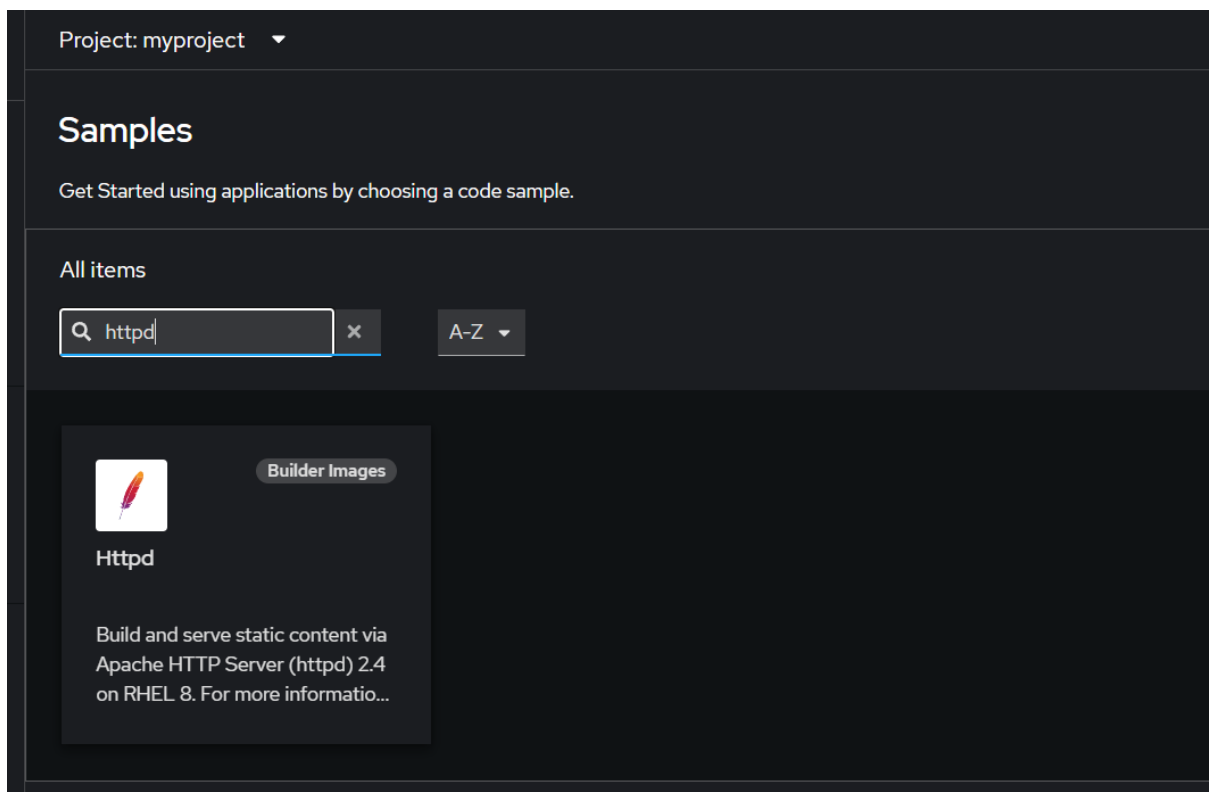 Project: myproject
Samples
Get Started using applications by choosing a code sample.
All items
httpd
A-Z
Builder Images
Httpd
Build and serve static content via
Apache HTTP Server (httpd) 2.4
on RHEL 8. For more informatio...